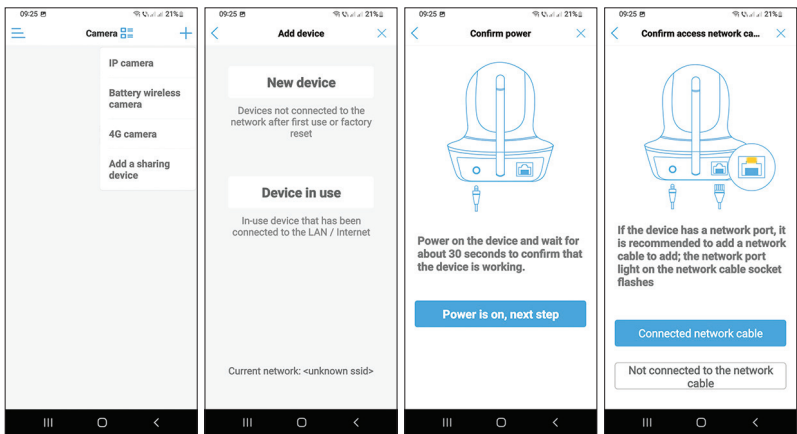 09:25 21%
Camera
IP camera
Battery wireless
camera
4G camera
Add a sharing
device
09:25 21%
Add device
New device
Devices not connected to the
network after first use or factory
reset
Device in use
In-use device that has been
connected to the LAN / Internet
Current network: <unknown ssid>
09:25 21%
Confirm power
Power on the device and wait for
about 30 seconds to confirm that
the device is working.
Power is on, next step
09:25 21%
Confirm access network ca...
If the device has a network port, it
is recommended to add a network
cable to add; the network port
light on the network cable socket
flashes
Connected network cable
Not connected to the network
cable